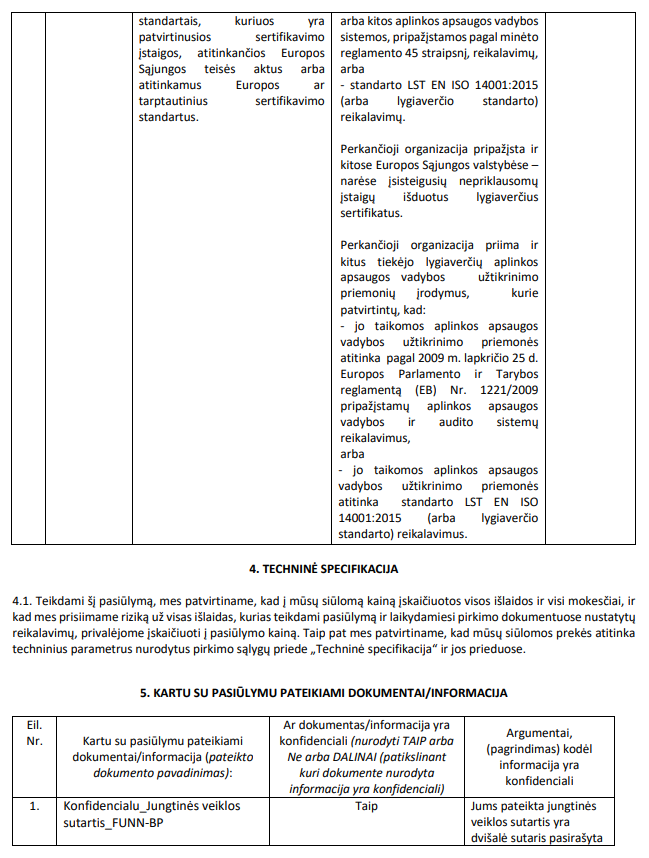 standartais, kuriuos yra
patvirtinusios sertifikavimo
įstaigos, atitinkančios Europos
Sąjungos teisės aktus arba
atitinkamus Europos ar
tarptautinius sertifikavimo
standartus.
arba kitos aplinkos apsaugos vadybos
sistemos, pripažįstamos pagal minėto
reglamento 45 straipsnį, reikalavimų,
arba
- standarto LST EN ISO 14001:2015
(arba lygiaverčio standarto)
reikalavimų.
Perkančioji organizacija pripažįsta ir
kitose Europos Sąjungos valstybėse –
narėse įsisteigusių nepriklausomų
įstaigų išduotus lygiaverčius
sertifikatus.
Perkančioji organizacija priima ir
kitus tiekėjo lygiaverčių aplinkos
apsaugos vadybos užtikrinimo
priemonių įrodymus, kurie
patvirtintų, kad:
- jo taikomos aplinkos apsaugos
vadybos užtikrinimo priemonės
atitinka pagal 2009 m. lapkričio 25 d.
Europos Parlamento ir Tarybos
reglamentą (EB) Nr. 1221/2009
pripažįstamų aplinkos apsaugos
vadybos ir audito sistemų
reikalavimus,
arba
- jo taikomos aplinkos apsaugos
vadybos užtikrinimo priemonės
atitinka standarto LST EN ISO
14001:2015 (arba lygiaverčio
standarto) reikalavimus.
4. TECHNINĖ SPECIFIKACIJA
4.1. Teikdami šį pasiūlymą, mes patvirtiname, kad į mūsų siūlomą kainą įskaičiuotos visos išlaidos ir visi mokesčiai, ir
kad mes prisiimame riziką už visas išlaidas, kurias teikdami pasiūlymą ir laikydamiesi pirkimo dokumentuose nustatytų
reikalavimų, privalėjome įskaičiuoti į pasiūlymo kainą. Taip pat mes patvirtiname, kad mūsų siūlomos prekės atitinka
techninius parametrus nurodytus pirkimo sąlygų priede „Techninė specifikacija“ ir jos prieduose.
5. KARTU SU PASIŪLYMU PATEIKIAMI DOKUMENTAI/INFORMACIJA
Eil.
Nr.
Kartu su pasiūlymu pateikiami
dokumentai/informacija (pateikto
dokumento pavadinimas):
Ar dokumentas/informacija yra
konfidenciali (nurodyti TAIP arba
Ne arba DALINAI (patikslinant
kuri dokumente nurodyta
informacija yra konfidenciali)
Argumentai,
(pagrindimas) kodėl
informacija yra
konfidenciali
1.
Konfidencialu_Jungtinės veiklos
sutartis_FUNN-BP
Taip
Jums pateikta jungtinės
veiklos sutartis yra
dvišalė sutaris pasirašyta